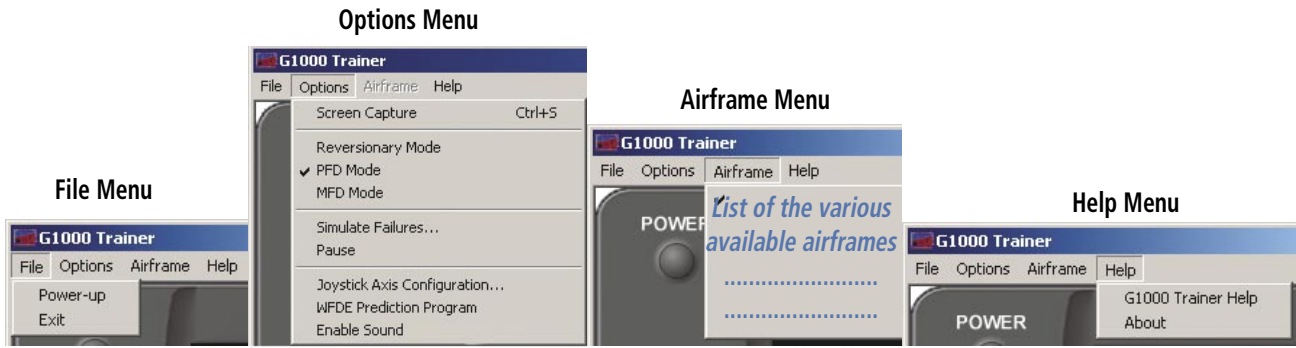 Options Menu
G1000 Trainer
File Options Airframe Help
Screen Capture Ctrl+S
Reversionary Mode
PFD Mode
MFD Mode
Simulate Failures...
Pause
Joystick Axis Configuration...
WFDE Prediction Program
Enable Sound
Airframe Menu
G1000 Trainer
File Options Airframe Help
POWER
List of the various
available airframes
........................
........................
File Menu
G1000 Trainer
File Options Airframe Help
Power-up
Exit
Help Menu
G1000 Trainer
File Options Airframe Help
G1000 Trainer Help
About
POWER